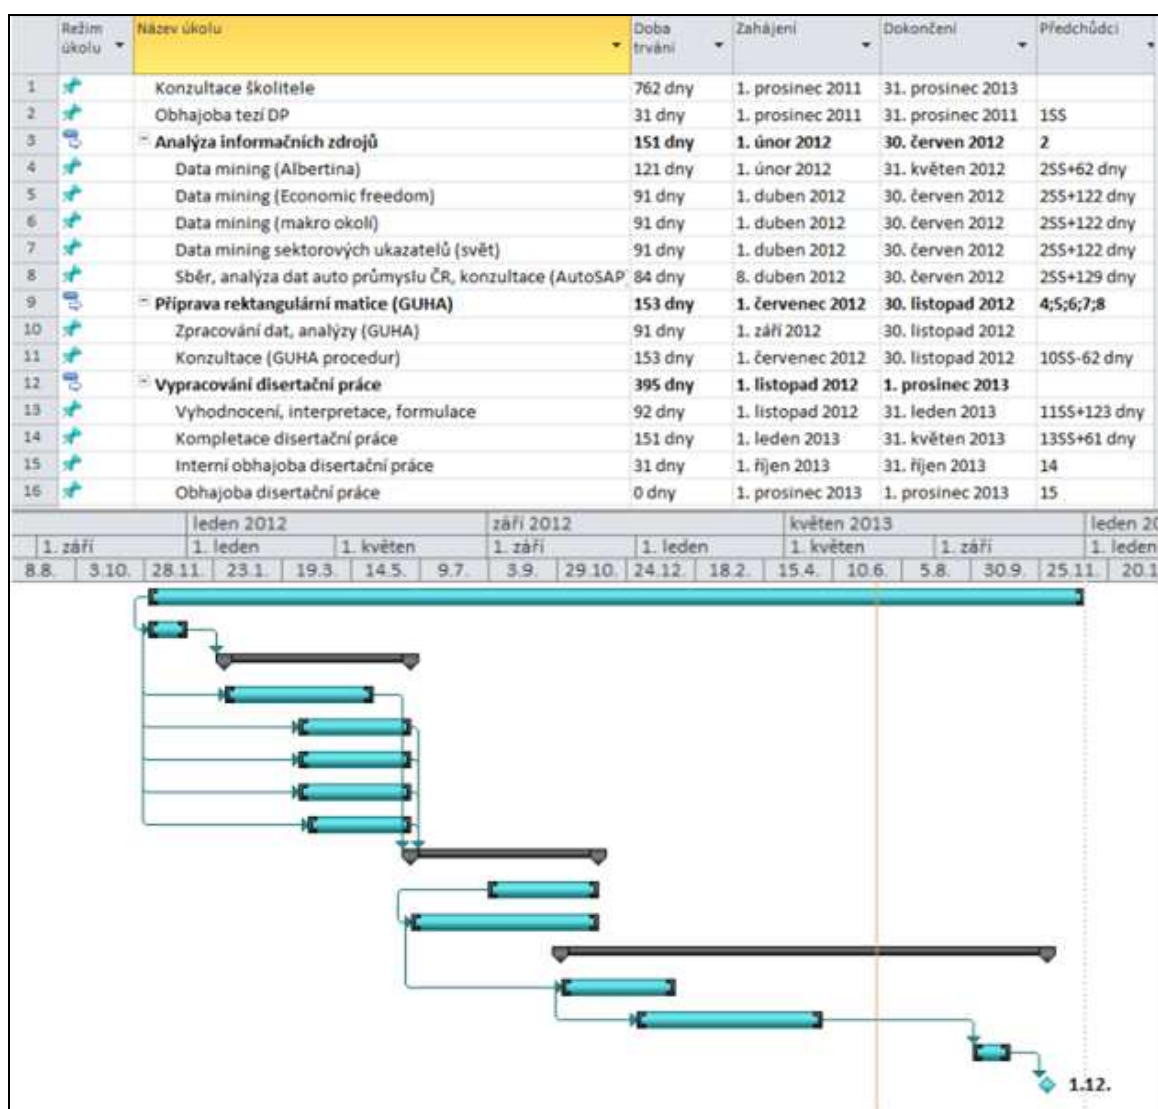 Režim úkolu Název úkolu Doba trvání Zahájení Dokončení Předchůdci
1 Konzultace školitele 762 dny 1. prosinec 2011 31. prosinec 2013
2 Obhajoba tezí DP 31 dny 1. prosinec 2011 31. prosinec 2011 1SS
3 Analýza informačních zdrojů 151 dny 1. únor 2012 30. červen 2012 2
4 Data mining (Albertina) 121 dny 1. únor 2012 31. květen 2012 2SS+62 dny
5 Data mining (Economic freedom) 91 dny 1. duben 2012 30. červen 2012 2SS+122 dny
6 Data mining (makro okolí) 91 dny 1. duben 2012 30. červen 2012 2SS+122 dny
7 Data mining sektorových ukazatelů (svět) 91 dny 1. duben 2012 30. červen 2012 2SS+122 dny
8 Sběr, analýza dat auto průmyslu ČR, konzultace (AutoSAP) 84 dny 8. duben 2012 30. červen 2012 2SS+129 dny
9 Příprava rektangulární matice (GUHA) 153 dny 1. červenec 2012 30. listopad 2012 4;5;6;7;8
10 Zpracování dat, analýzy (GUHA) 91 dny 1. září 2012 30. listopad 2012
11 Konzultace (GUHA procedur) 153 dny 1. červenec 2012 30. listopad 2012 10SS-62 dny
12 Vypracování disertační práce 395 dny 1. listopad 2012 1. prosinec 2013
13 Vyhodnocení, interpretace, formulace 92 dny 1. listopad 2012 31. leden 2013 11SS+123 dny
14 Kompletace disertační práce 151 dny 1. leden 2013 31. květen 2013 13SS+61 dny
15 Interní obhajoba disertační práce 31 dny 1. říjen 2013 31. říjen 2013 14
16 Obhajoba disertační práce 0 dny 1. prosinec 2013 1. prosinec 2013 15
leden 2012 září 2012 květen 2013 leden 20
1. září 1. leden 1. květen 1. září 1. leden 1. květen 1. září 1. leden
8.8. 3.10. 28.11. 23.1. 19.3. 14.5. 9.7. 3.9. 29.10. 24.12. 18.2. 15.4. 10.6. 5.8. 30.9. 25.11. 20.1
1.12.